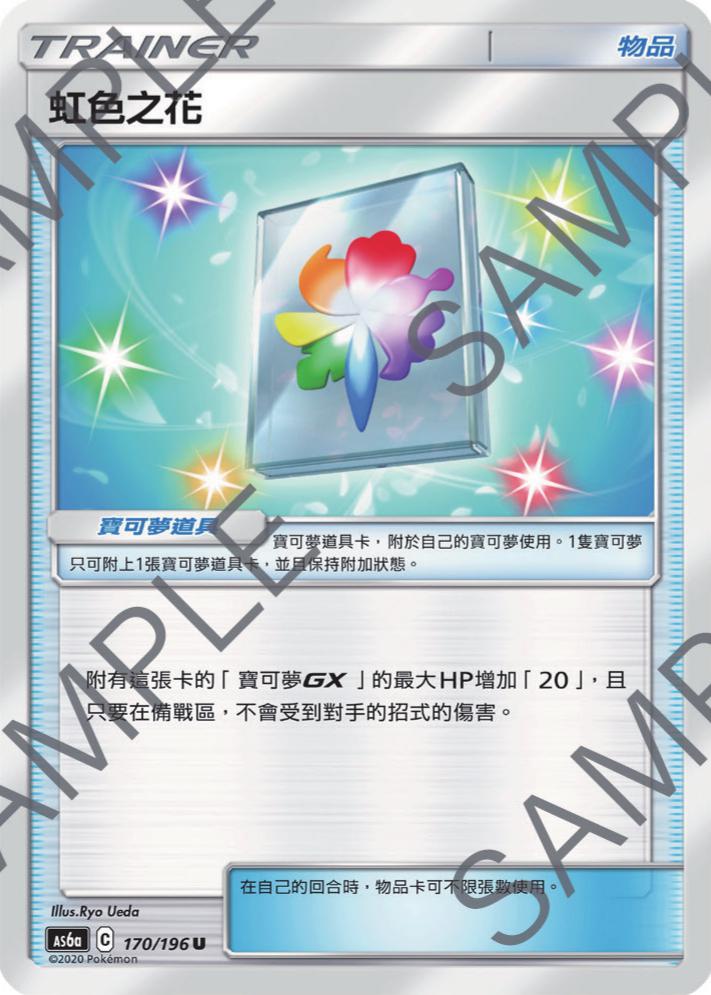 TRAINER 物品
虹色之花
寶可夢道具
寶可夢道具卡，附於自己的寶可夢使用。1隻寶可夢
只可附上1張寶可夢道具卡，並且保持附加狀態。
附有這張卡的「寶可夢GX」的最大HP增加「20」，且
只要在備戰區，不會受到對手的招式的傷害。
在自己的回合時，物品卡可不限張數使用。
Illus.Ryo Ueda
AS6a C 170/196 U
©2020 Pokémon
SAMPLE
SAMPLE
SAMPLE
SAMPLE
SAMPLE